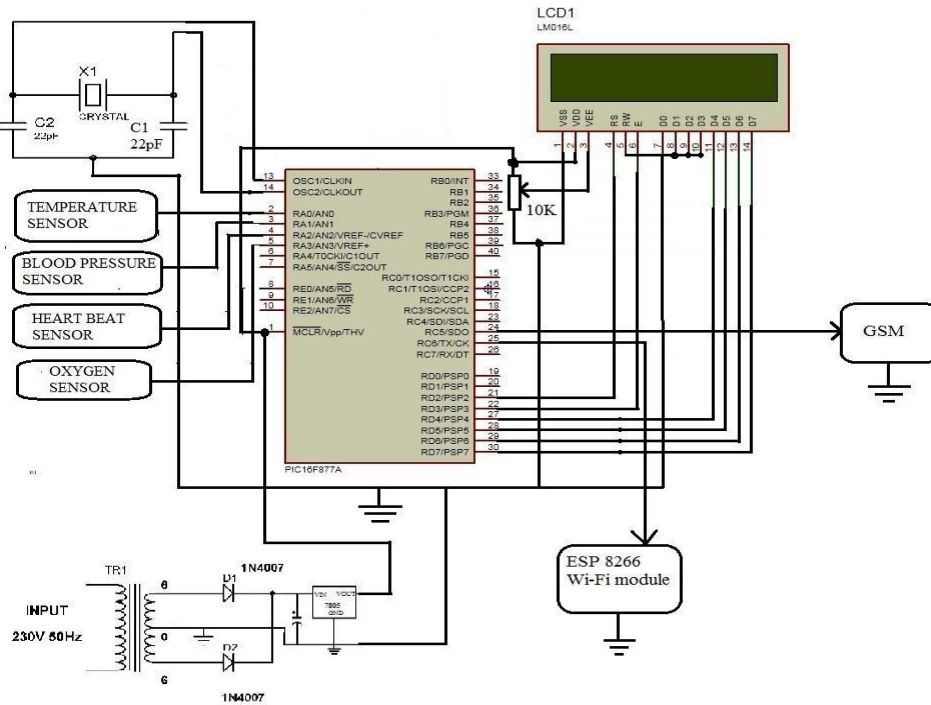 LCD1
LM016L
X1
CRYSTAL
C2
22pF
C1
22pF
VSS
VDD
VEE
RS
RW
E
D0
D1
D2
D3
D4
D5
D6
D7
1
2
3
4
5
6
7
8
9
10
11
12
13
14
10K
TEMPERATURE
SENSOR
BLOOD PRESSURE
SENSOR
HEART BEAT
SENSOR
OXYGEN
SENSOR
13
OSC1/CLKIN
14
OSC2/CLKOUT
2
RA0/AN0
3
RA1/AN1
4
RA2/AN2/VREF-/CVREF
5
RA3/AN3/VREF+
6
RA4/T0CKI/C1OUT
7
RA5/AN4/SS/C2OUT
8
RE0/AN5/RD
9
RE1/AN6/WR
10
RE2/AN7/CS
1
MCLR/Vpp/THV
RB0/INT
33
RB1
34
RB2
35
RB3/PGM
36
RB4
37
RB5
38
RB6/PGC
39
RB7/PGD
40
RC0/T1OSO/T1CKI
15
RC1/T1OSI/CCP2
16
RC2/CCP1
17
RC3/SCK/SCL
18
RC4/SDI/SDA
23
RC5/SDO
24
RC6/TX/CK
25
RC7/RX/DT
26
RD0/PSP0
19
RD1/PSP1
20
RD2/PSP2
21
RD3/PSP3
22
RD4/PSP4
27
RD5/PSP5
28
RD6/PSP6
29
RD7/PSP7
30
PIC16F877A
GSM
ESP 8266
Wi-Fi module
TR1
INPUT
230V 50Hz
6
0
6
D1
1N4007
D2
1N4007
VIN
VOUT
7805
GND